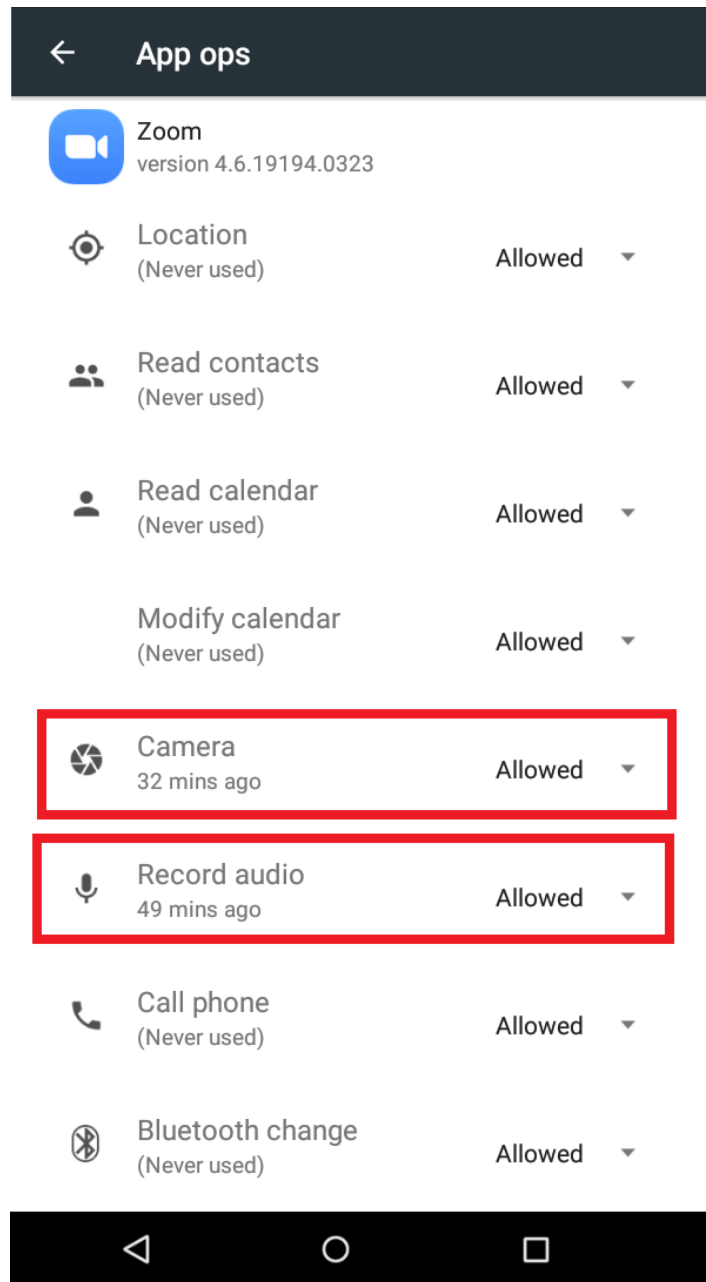 App ops
Zoom
version 4.6.19194.0323
Location
(Never used)
Allowed
Read contacts
(Never used)
Allowed
Read calendar
(Never used)
Allowed
Modify calendar
(Never used)
Allowed
Camera
32 mins ago
Allowed
Record audio
49 mins ago
Allowed
Call phone
(Never used)
Allowed
Bluetooth change
(Never used)
Allowed